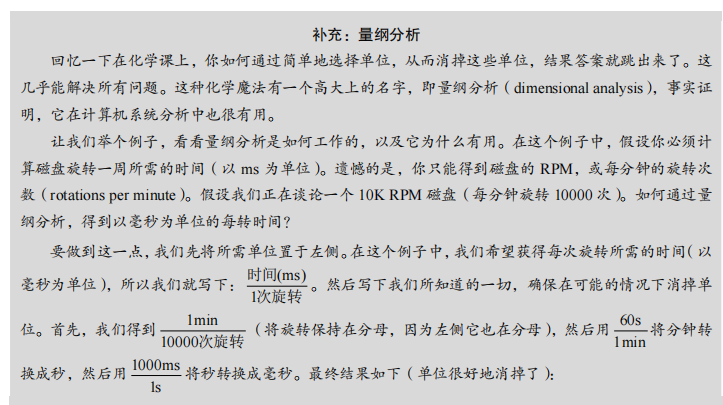 补充：量纲分析
回忆一下在化学课上，你如何通过简单地选择单位，从而消掉这些单位，结果答案就跳出来了。这
几乎能解决所有问题。这种化学魔法有一个高大上的名字，即量纲分析（dimensional analysis），事实证
明，它在计算机系统分析中也很有用。
让我们举个例子，看看量纲分析是如何工作的，以及它为什么有用。在这个例子中，假设你必须计
算磁盘旋转一周所需的时间（以 ms 为单位）。遗憾的是，你只能得到磁盘的 RPM，或每分钟的旋转次
数（rotations per minute）。假设我们正在谈论一个 10K RPM 磁盘（每分钟旋转 10000 次）。如何通过量
纲分析，得到以毫秒为单位的每转时间？
要做到这一点，我们先将所需单位置于左侧。在这个例子中，我们希望获得每次旋转所需的时间（以
毫秒为单位），所以我们就写下：时间(ms)/1次旋转。然后写下我们所知道的一切，确保在可能的情况下消掉单
位。首先，我们得到 1min/10000次旋转（将旋转保持在分母，因为左侧它也在分母），然后用 60s/1min 将分钟转
换成秒，然后用 1000ms/1s 将秒转换成毫秒。最终结果如下（单位很好地消掉了）：